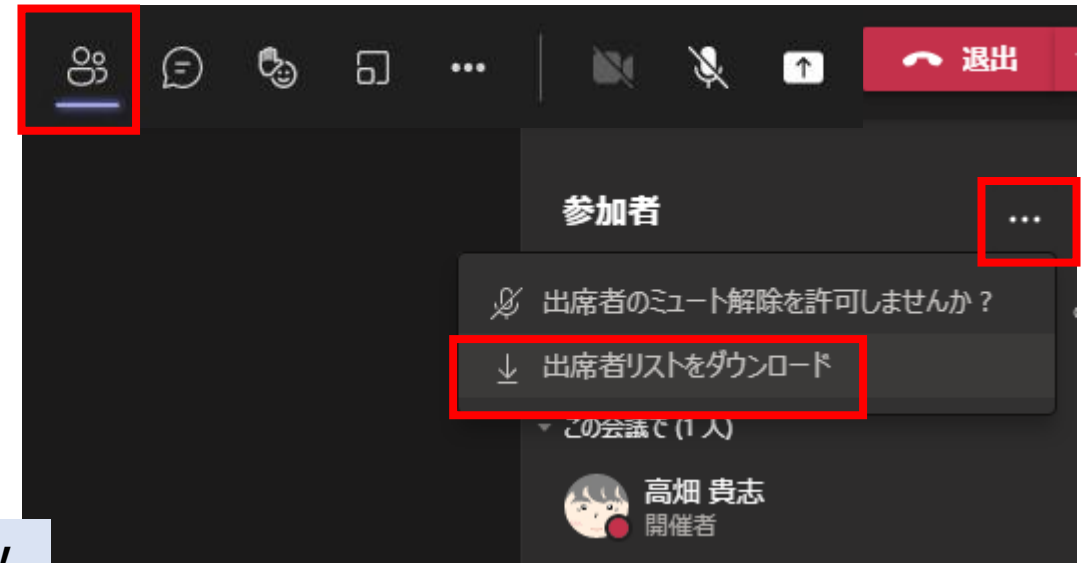 退出
参加者
出席者のミュート解除を許可しませんか？
出席者リストをダウンロード
この会議で (1 人)
高畑 貴志
開催者